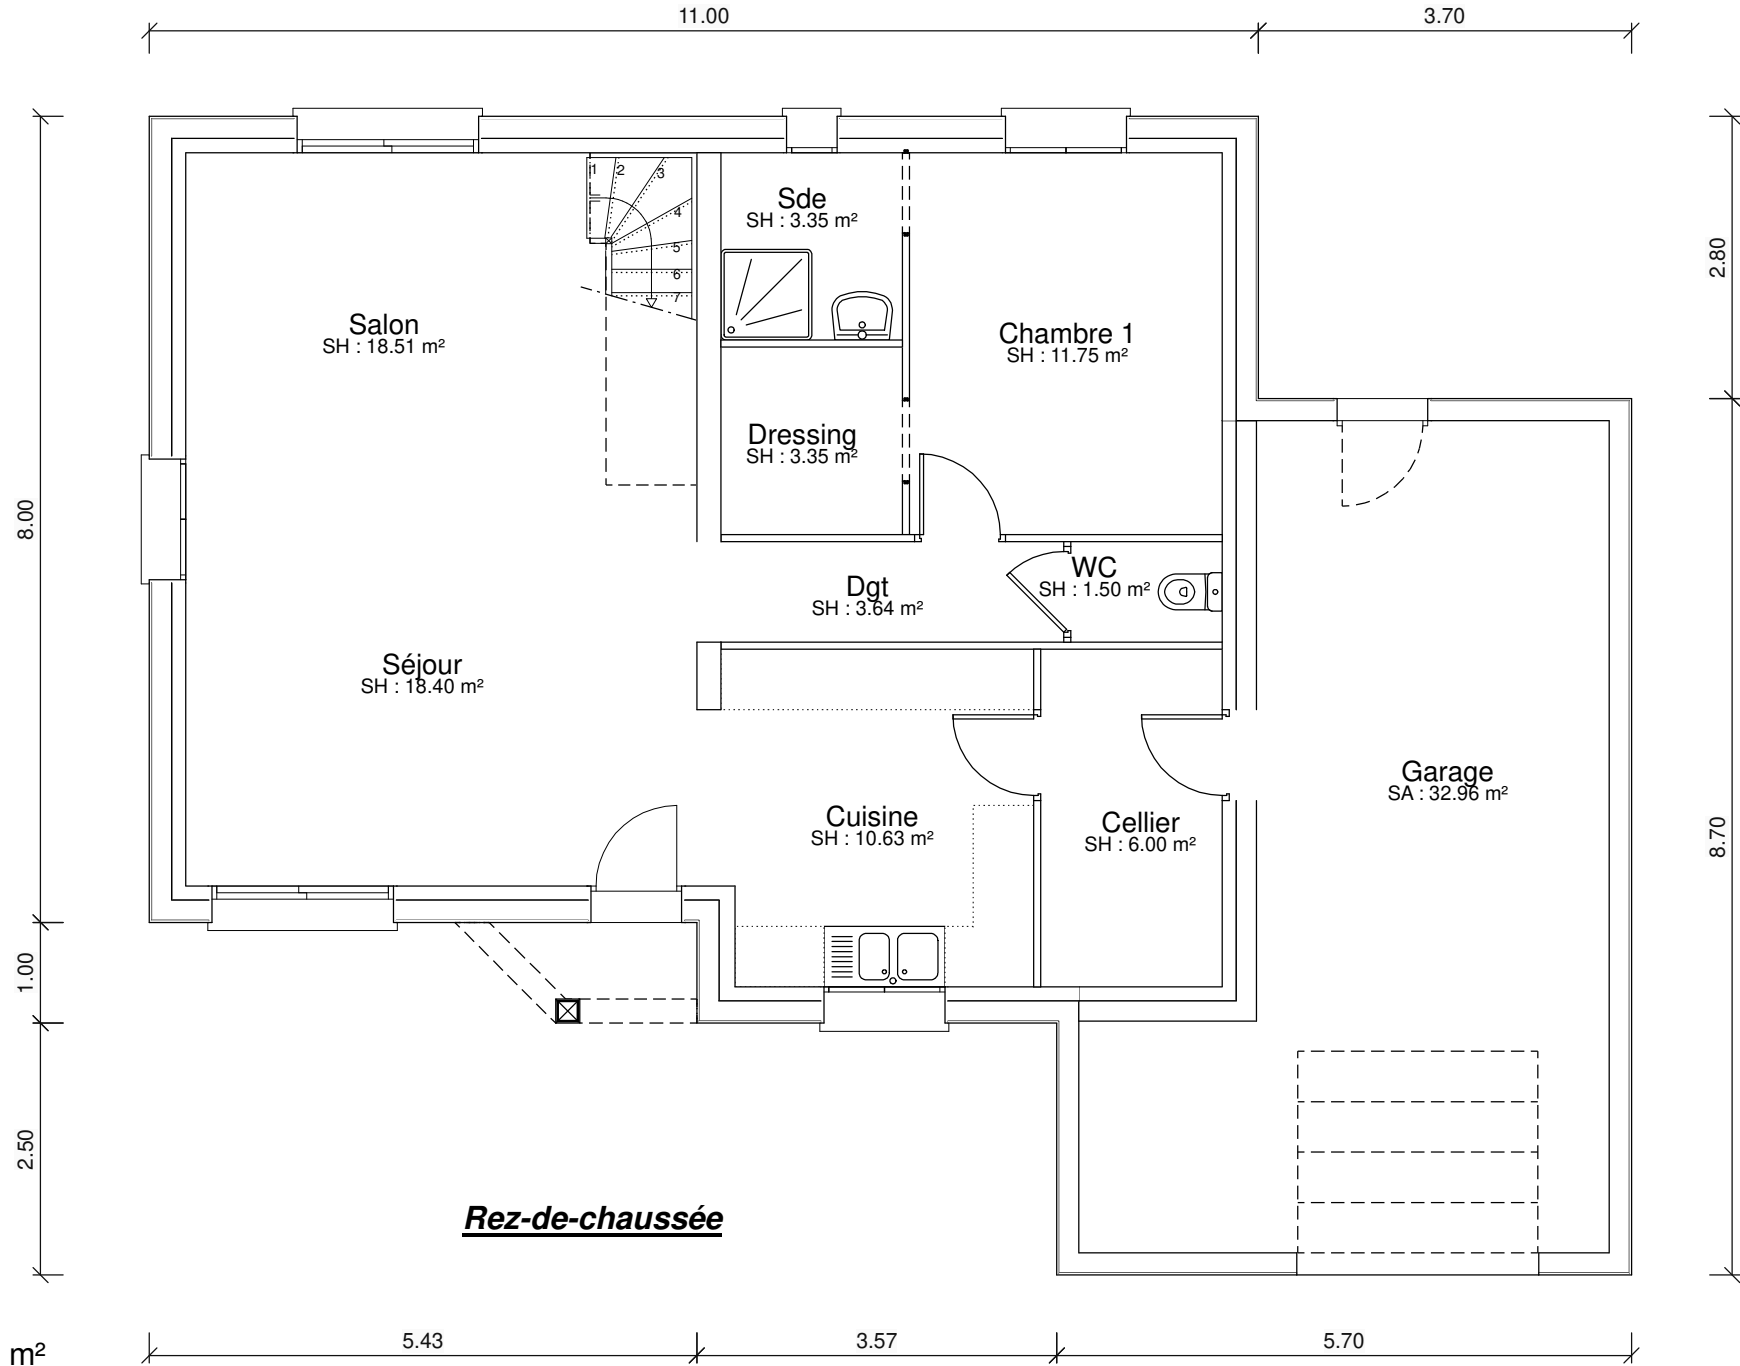 11.00
3.70
1
2
3
4
5
6
7
Sde
SH : 3.35 m²
Salon
SH : 18.51 m²
Chambre 1
SH : 11.75 m²
2.80
Dressing
SH : 3.35 m²
8.00
Dgt
SH : 3.64 m²
WC
SH : 1.50 m²
Séjour
SH : 18.40 m²
Cuisine
SH : 10.63 m²
Cellier
SH : 6.00 m²
Garage
SA : 32.96 m²
8.70
1.00
2.50
Rez-de-chaussée
m²
5.43
3.57
5.70